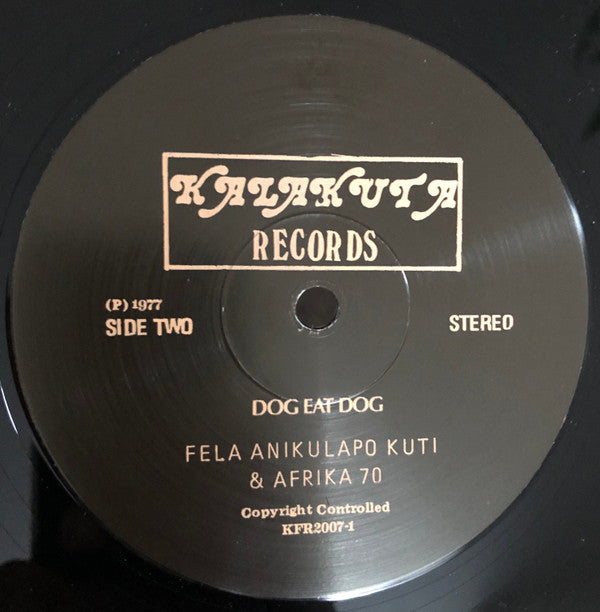 KALAKUTA
RECORDS
(P) 1977
SIDE TWO
STEREO
DOG EAT DOG
FELA ANIKULAPO KUTI
& AFRIKA 70
Copyright Controlled
KFR2007-1